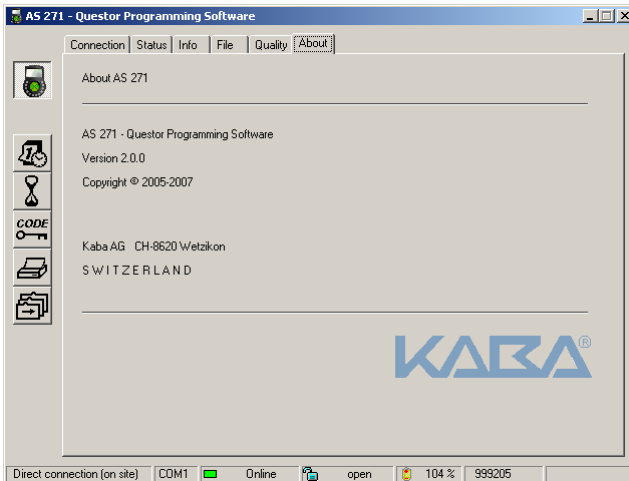 AS 271 - Questor Programming Software
Connection Status Info File Quality About
About AS 271
AS 271 - Questor Programming Software
Version 2.0.0
Copyright © 2005-2007
CODE
Kaba AG CH-8620 Wetzikon
SWITZERLAND
KABA®
Direct connection (on site) COM1 Online open 104 % 999205